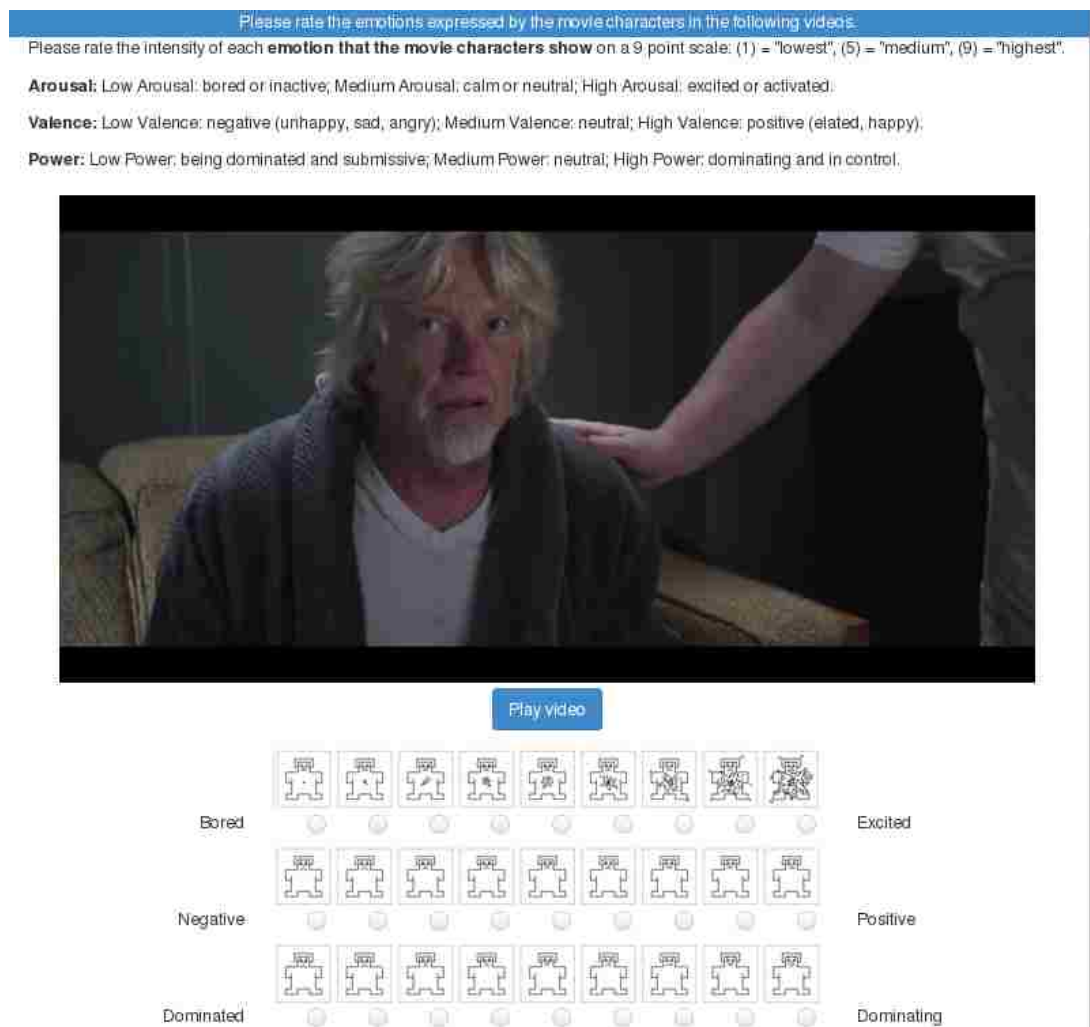 Please rate the emotions expressed by the movie characters in the following videos.
Please rate the intensity of each emotion that the movie characters show on a 9 point scale: (1) = "lowest", (5) = "medium", (9) = "highest".
Arousal: Low Arousal: bored or inactive; Medium Arousal: calm or neutral; High Arousal: excited or activated.
Valence: Low Valence: negative (unhappy, sad, angry); Medium Valence: neutral; High Valence: positive (elated, happy).
Power: Low Power: being dominated and submissive; Medium Power: neutral; High Power: dominating and in control.
Play video
Bored Excited
Negative Positive
Dominated Dominating